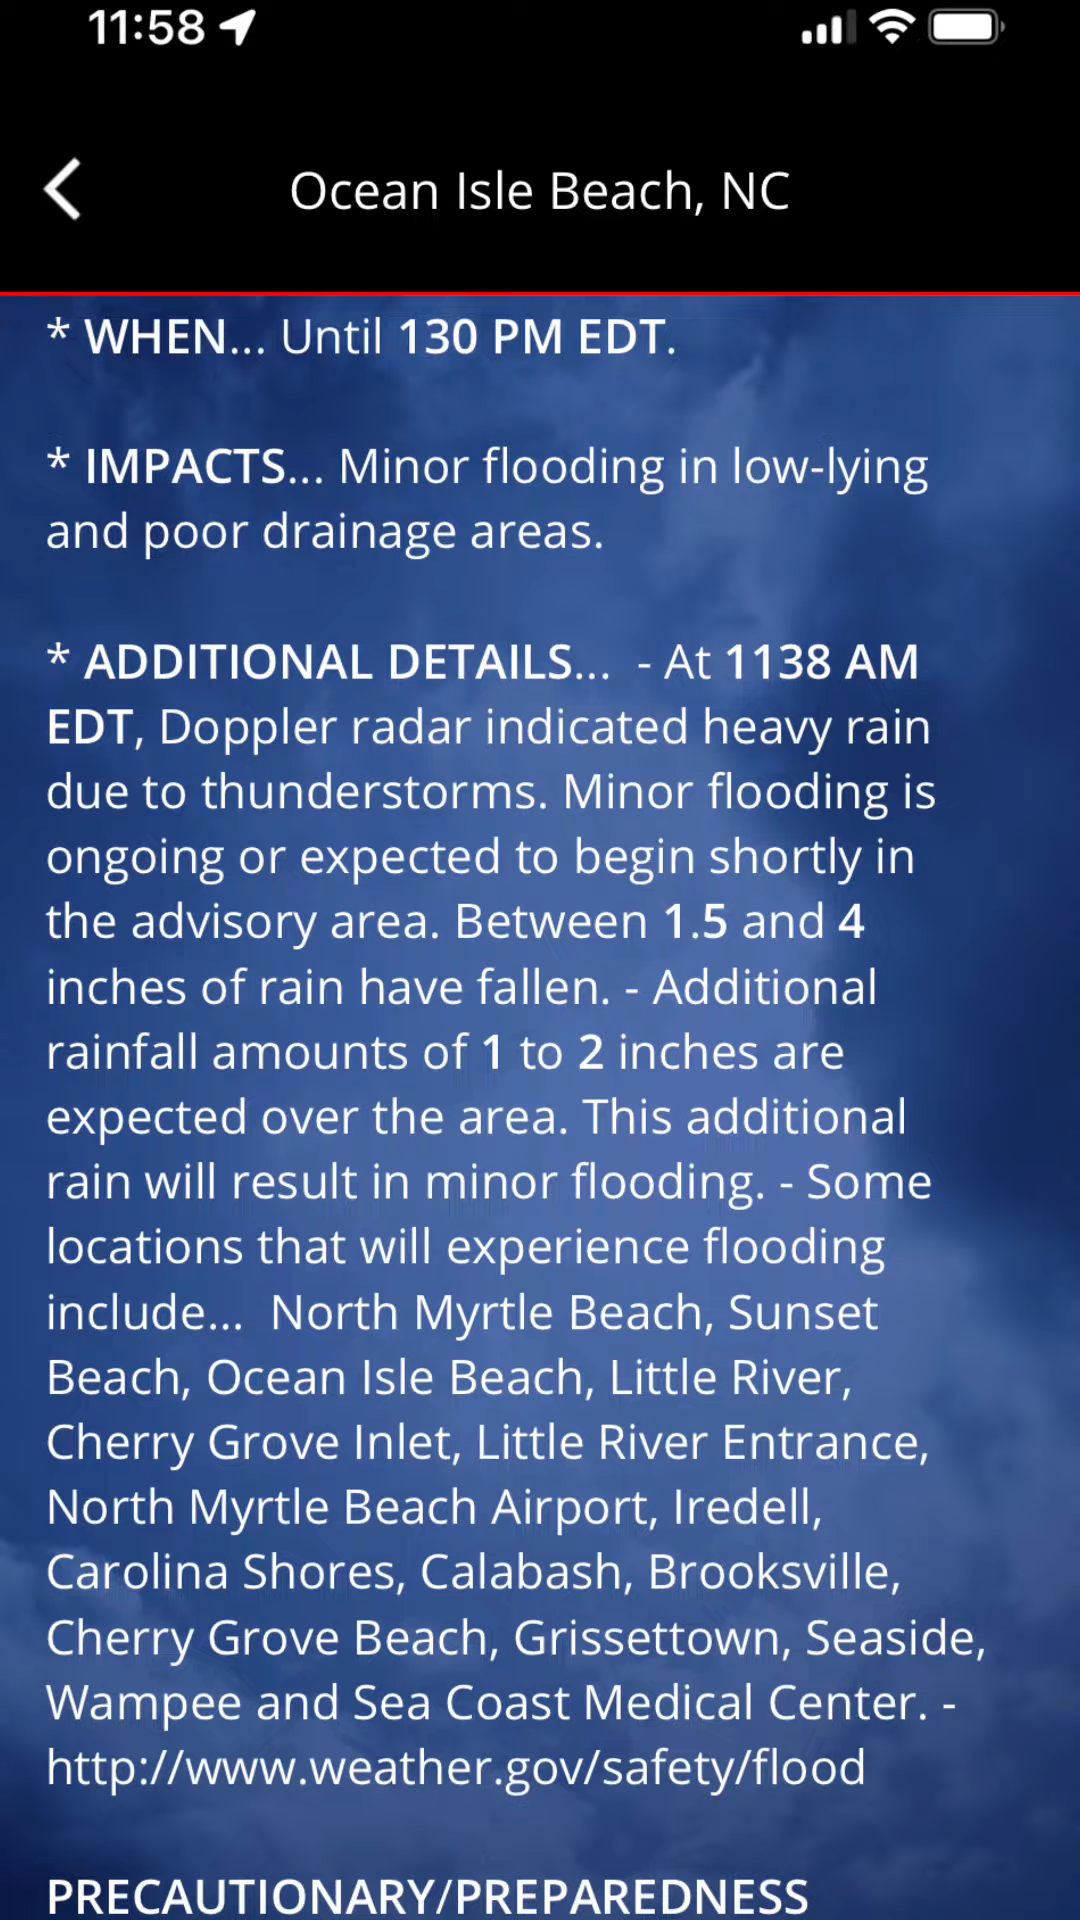 11:58
Ocean Isle Beach, NC
* WHEN... Until 130 PM EDT.
* IMPACTS... Minor flooding in low-lying
and poor drainage areas.
* ADDITIONAL DETAILS...  - At 1138 AM
EDT, Doppler radar indicated heavy rain
due to thunderstorms. Minor flooding is
ongoing or expected to begin shortly in
the advisory area. Between 1.5 and 4
inches of rain have fallen. - Additional
rainfall amounts of 1 to 2 inches are
expected over the area. This additional
rain will result in minor flooding. - Some
locations that will experience flooding
include...  North Myrtle Beach, Sunset
Beach, Ocean Isle Beach, Little River,
Cherry Grove Inlet, Little River Entrance,
North Myrtle Beach Airport, Iredell,
Carolina Shores, Calabash, Brooksville,
Cherry Grove Beach, Grissettown, Seaside,
Wampee and Sea Coast Medical Center. -
http://www.weather.gov/safety/flood
PRECAUTIONARY/PREPAREDNESS